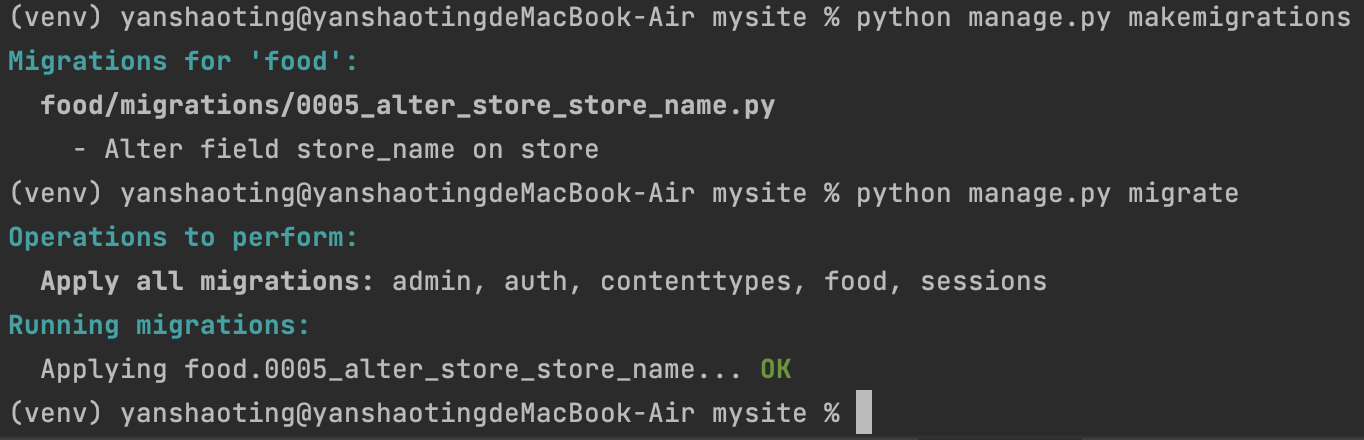 (venv) yanshaoting@yanshaotingdeMacBook-Air mysite % python manage.py makemigrations
Migrations for 'food':
  food/migrations/0005_alter_store_store_name.py
    - Alter field store_name on store
(venv) yanshaoting@yanshaotingdeMacBook-Air mysite % python manage.py migrate
Operations to perform:
  Apply all migrations: admin, auth, contenttypes, food, sessions
Running migrations:
  Applying food.0005_alter_store_store_name... OK
(venv) yanshaoting@yanshaotingdeMacBook-Air mysite %